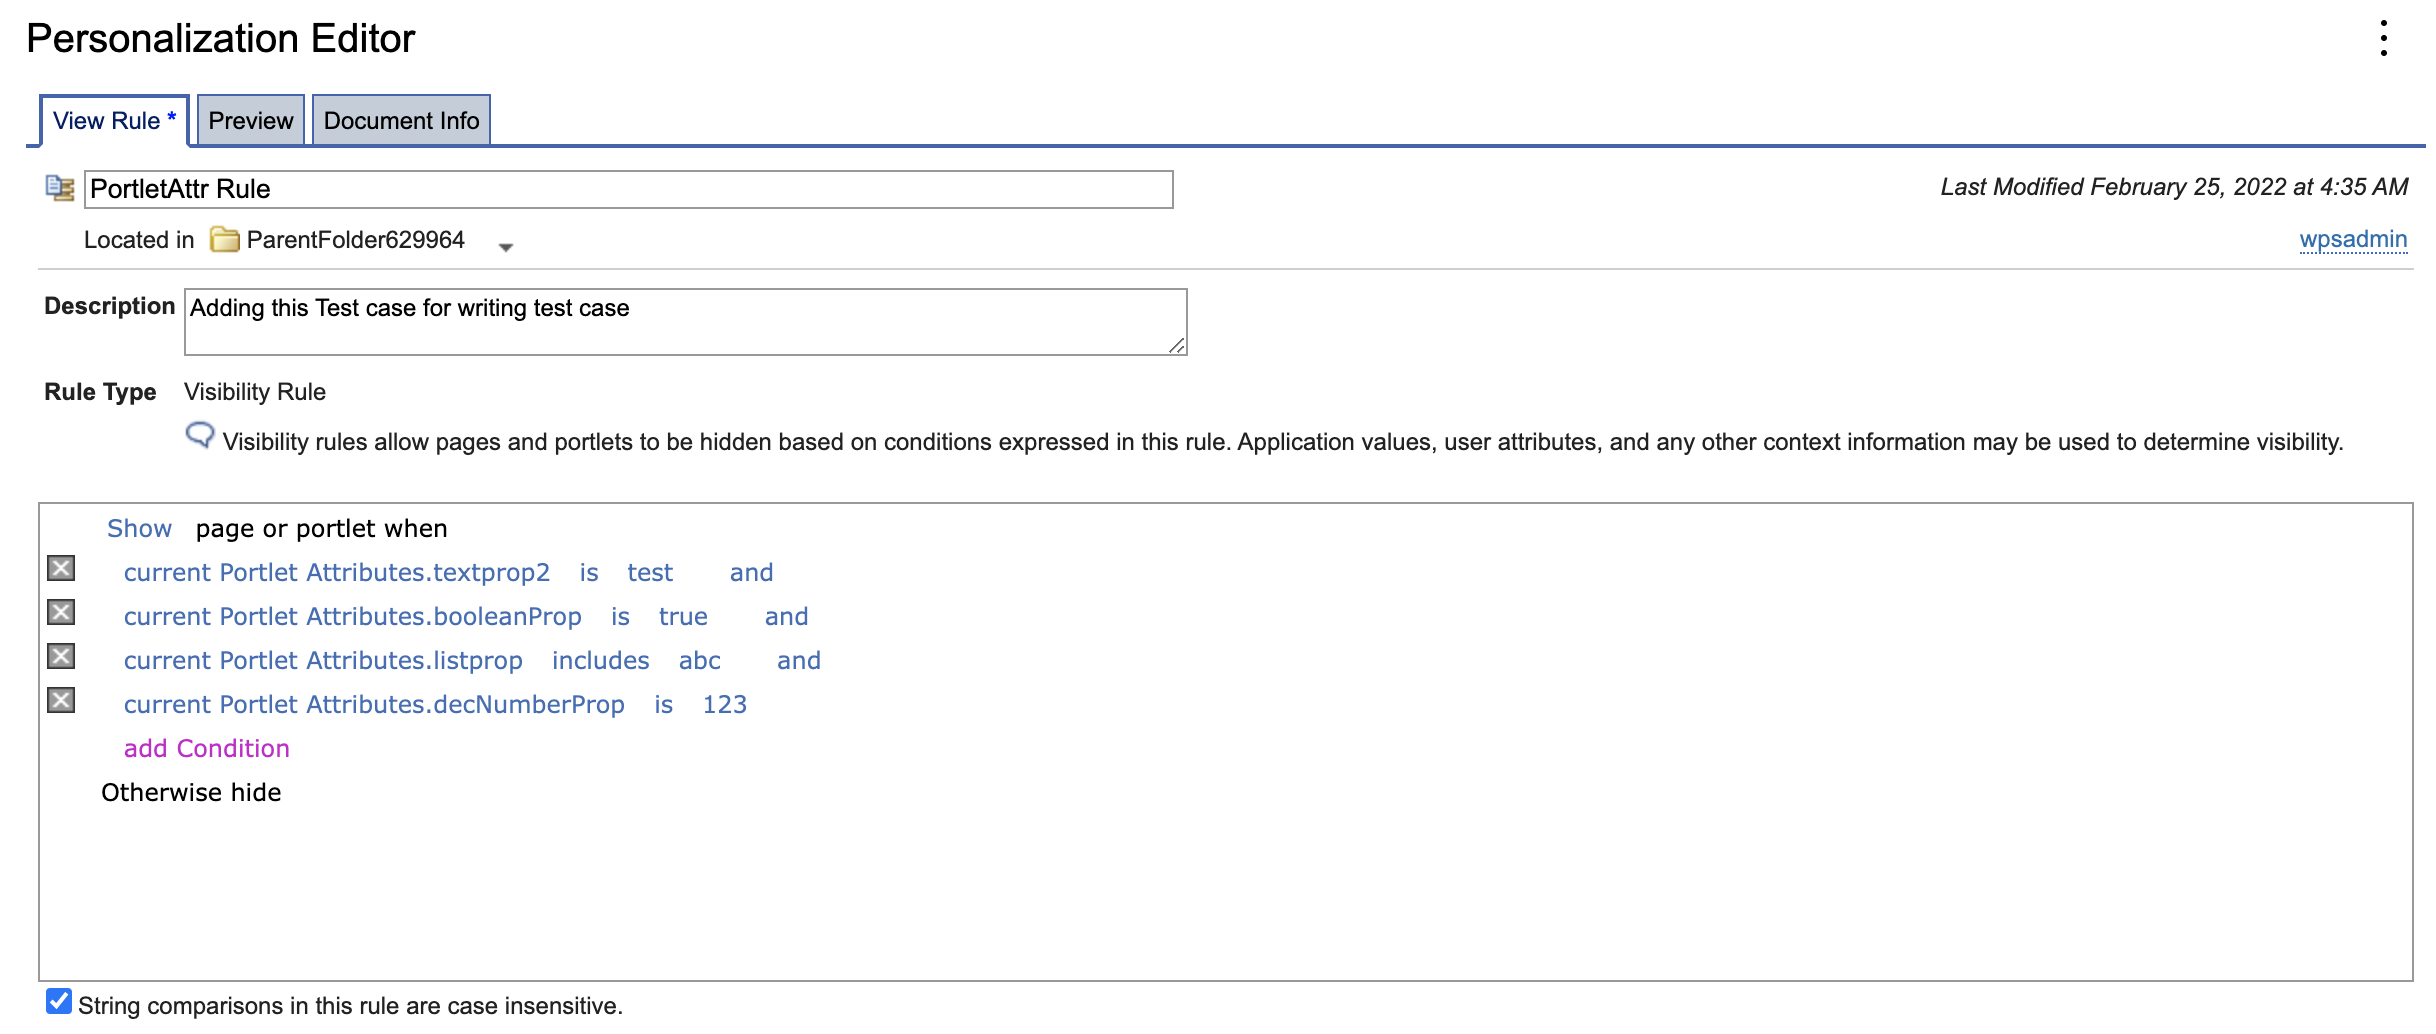 Personalization Editor
View Rule * Preview Document Info
PortletAttr Rule Last Modified February 25, 2022 at 4:35 AM
Located in ParentFolder629964 wpsadmin
Description Adding this Test case for writing test case
Rule Type Visibility Rule
Visibility rules allow pages and portlets to be hidden based on conditions expressed in this rule. Application values, user attributes, and any other context information may be used to determine visibility.
Show page or portlet when
current Portlet Attributes.textprop2 is test and
current Portlet Attributes.booleanProp is true and
current Portlet Attributes.listprop includes abc and
current Portlet Attributes.decNumberProp is 123
add Condition
Otherwise hide
String comparisons in this rule are case insensitive.